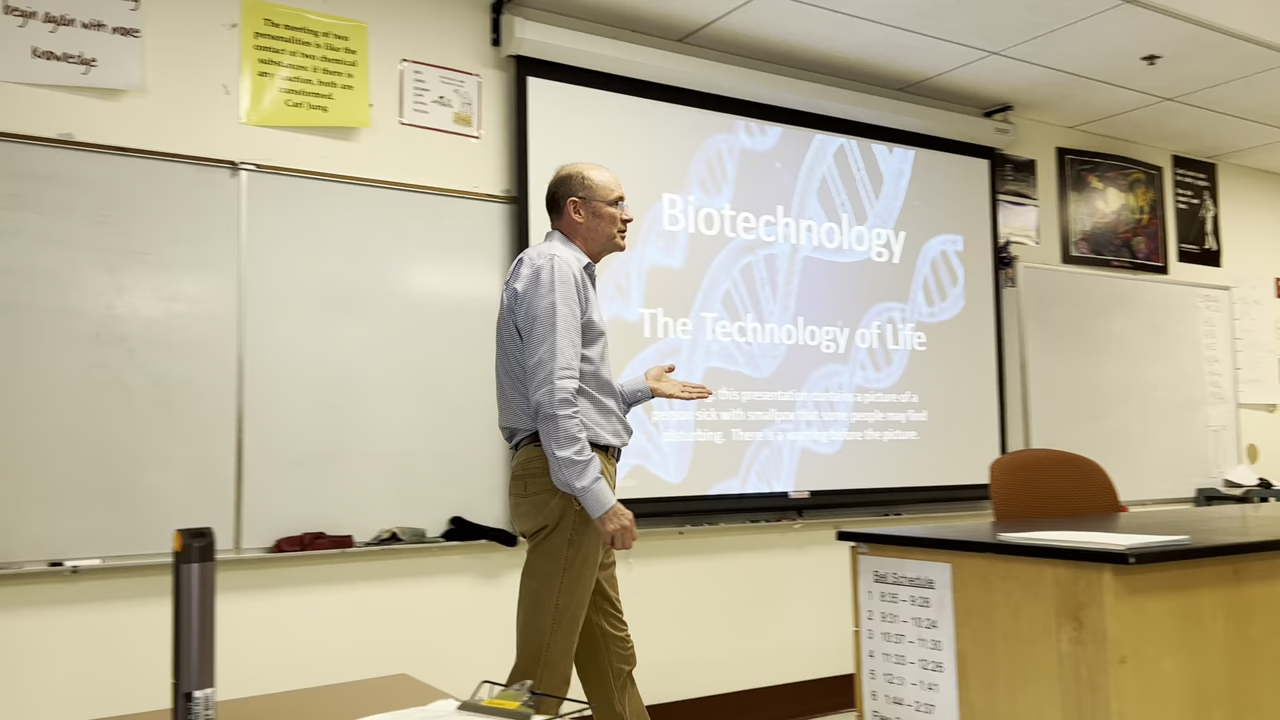 begin again with more
knowledge
The meeting of two
personalities is like the
contact of two chemical
substances: if there is
any reaction, both are
transformed.
Carl Jung
Biotechnology
The Technology of Life
this presentation contains a picture of a
person sick with smallpox that some people may find
disturbing. There is a warning before the picture.
Bell Schedule
1 8:35 – 9:28
2 9:31 – 10:24
3 10:37 – 11:30
4 11:33 – 12:26
5 12:51 – 1:41
6 1:44 – 2:37